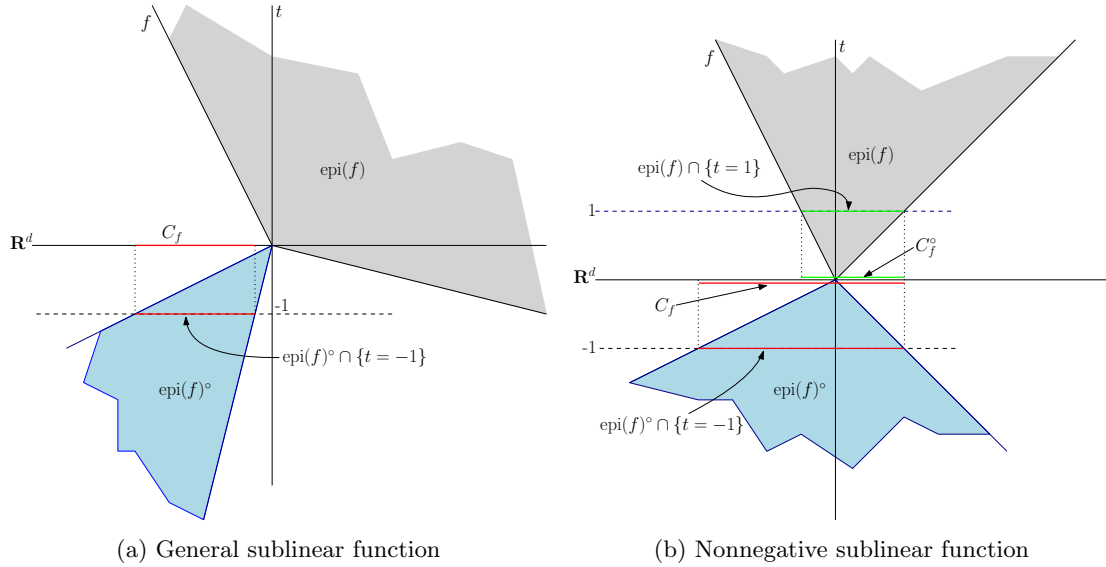 f
t
epi(f)
R^d
C_f
-1
epi(f)° ∩ {t = −1}
epi(f)°
(a) General sublinear function
f
t
epi(f)
epi(f) ∩ {t = 1}
1
C_f°
R^d
C_f
-1
epi(f)°
epi(f)° ∩ {t = −1}
(b) Nonnegative sublinear function